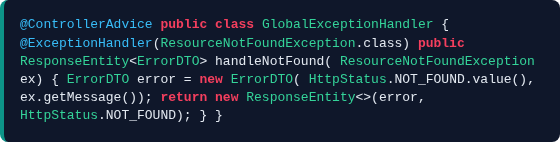 @ControllerAdvice public class GlobalExceptionHandler {
@ExceptionHandler(ResourceNotFoundException.class) public
ResponseEntity<ErrorDTO> handleNotFound( ResourceNotFoundException
ex) { ErrorDTO error = new ErrorDTO( HttpStatus.NOT_FOUND.value(),
ex.getMessage()); return new ResponseEntity<>(error,
HttpStatus.NOT_FOUND); } }